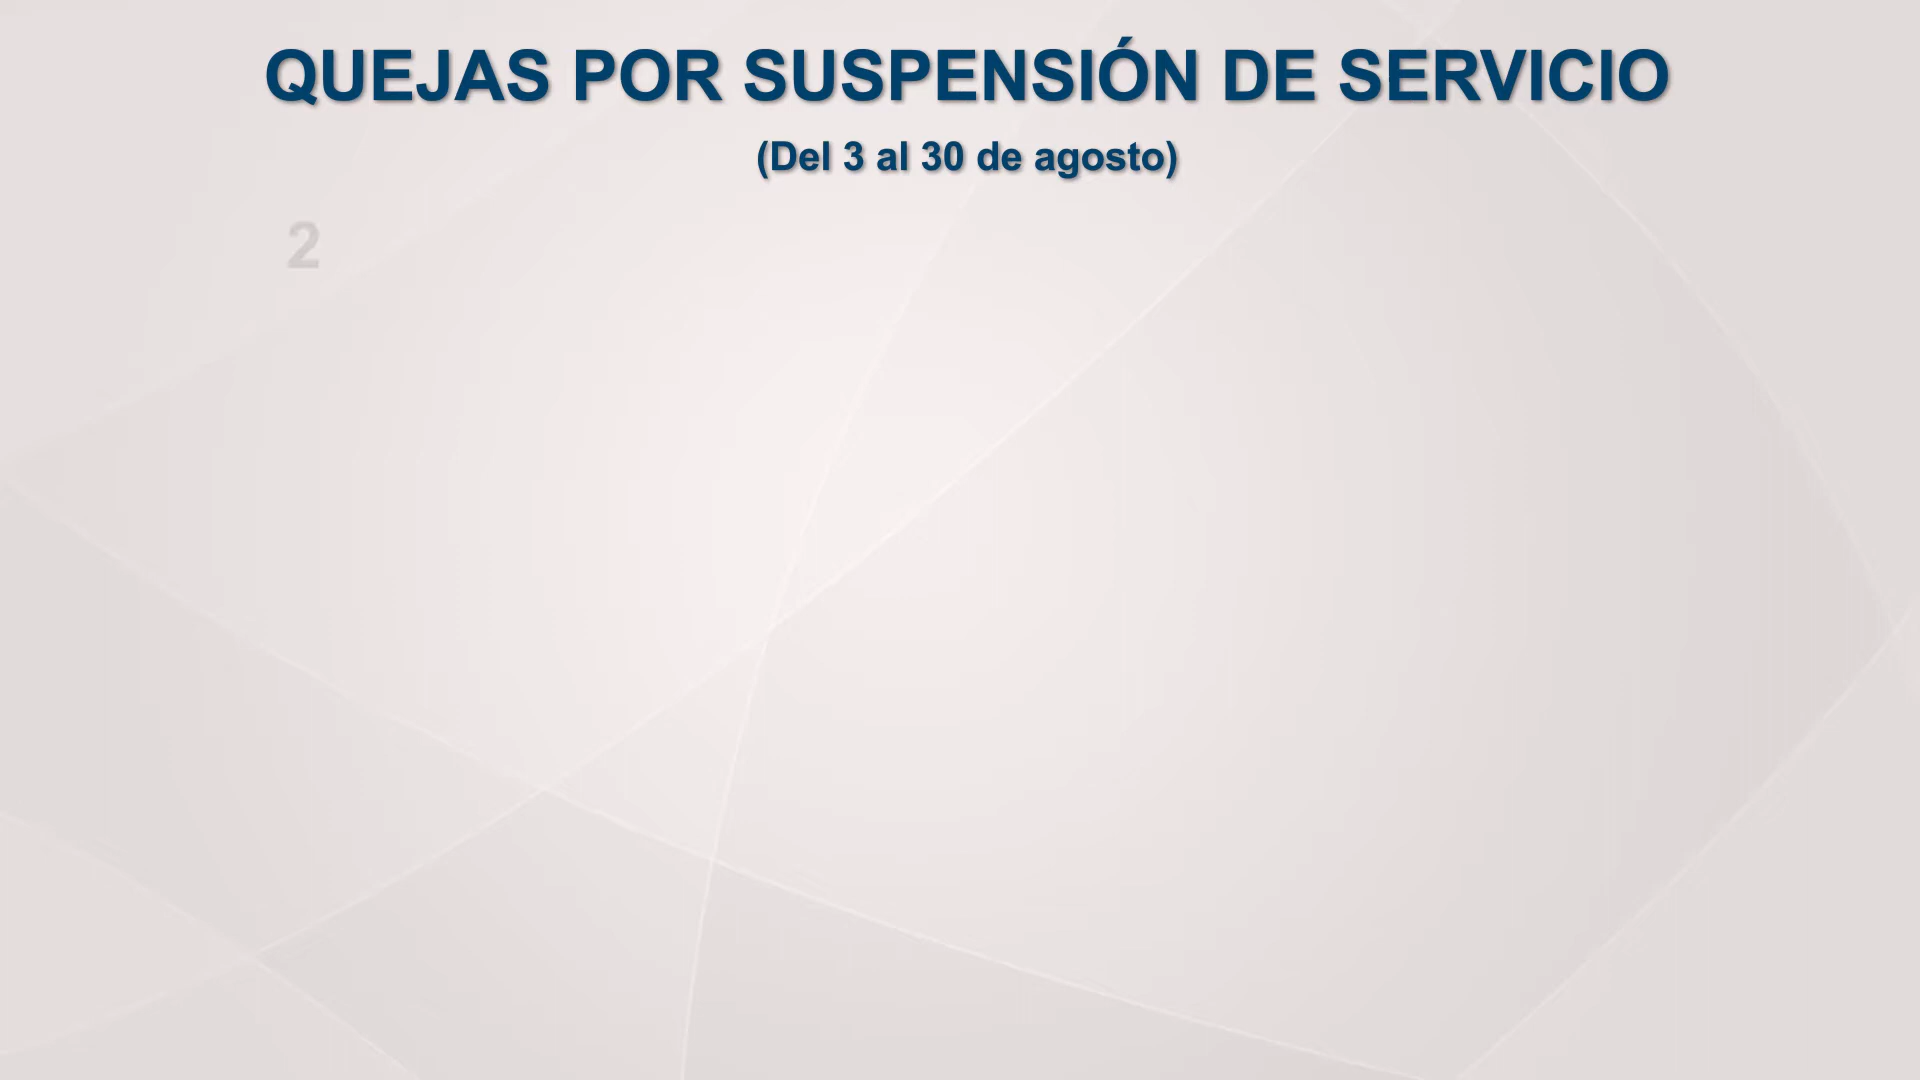 QUEJAS POR SUSPENSIÓN DE SERVICIO
(Del 3 al 30 de agosto)
2